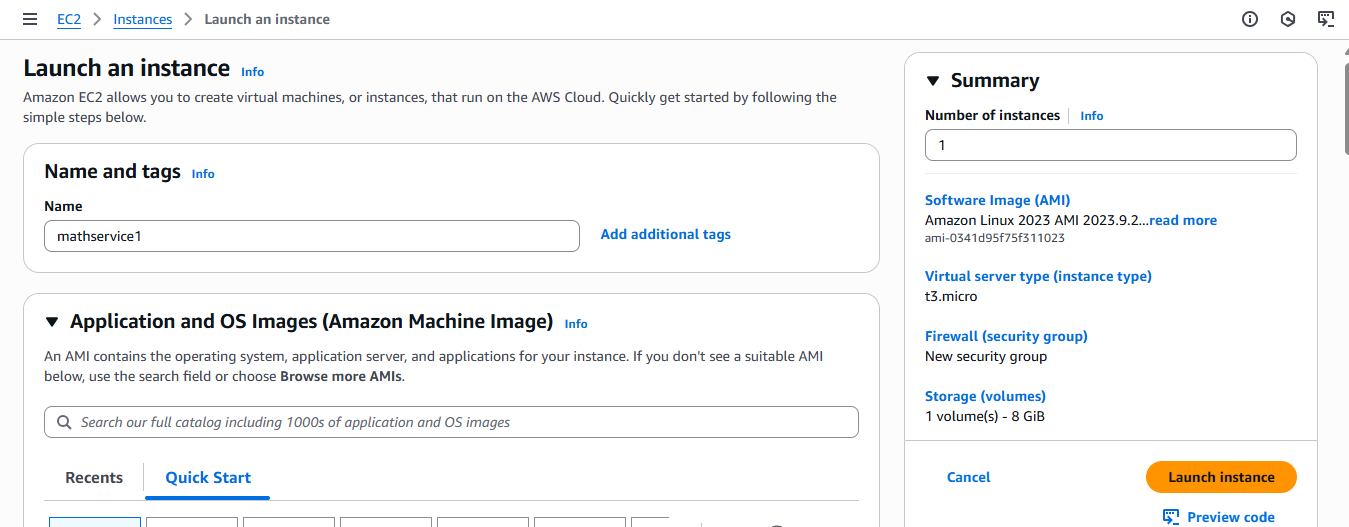 EC2 > Instances > Launch an instance
Launch an instance Info
Amazon EC2 allows you to create virtual machines, or instances, that run on the AWS Cloud. Quickly get started by following the
simple steps below.
Name and tags Info
Name
mathservice1
Add additional tags
Application and OS Images (Amazon Machine Image) Info
An AMI contains the operating system, application server, and applications for your instance. If you don't see a suitable AMI
below, use the search field or choose Browse more AMIs.
Search our full catalog including 1000s of application and OS images
Recents
Quick Start
Summary
Number of instances Info
1
Software Image (AMI)
Amazon Linux 2023 AMI 2023.9.2...read more
ami-0341d95f75f311023
Virtual server type (instance type)
t3.micro
Firewall (security group)
New security group
Storage (volumes)
1 volume(s) - 8 GiB
Cancel
Launch instance
Preview code